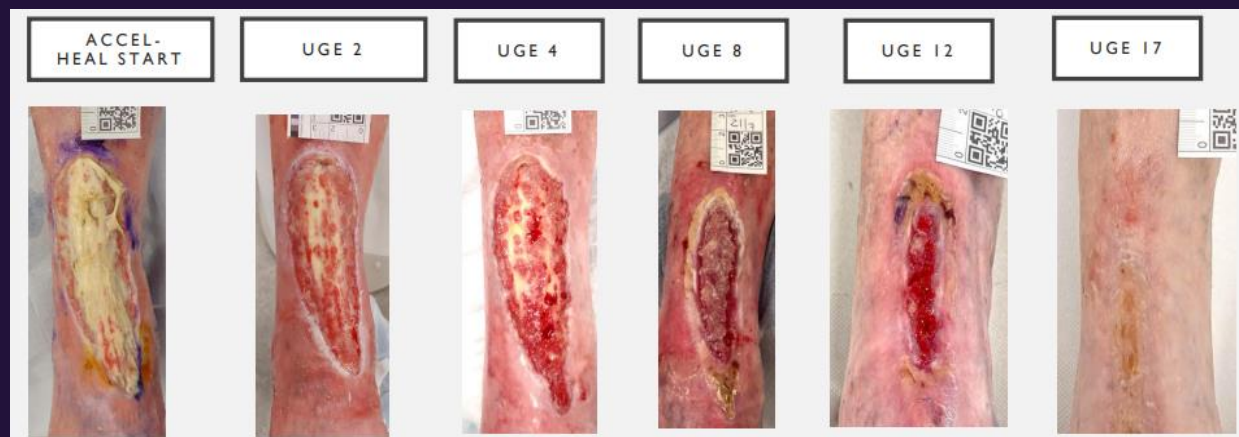 ACCEL-
HEAL START
UGE 2
UGE 4
UGE 8
UGE 12
UGE 17